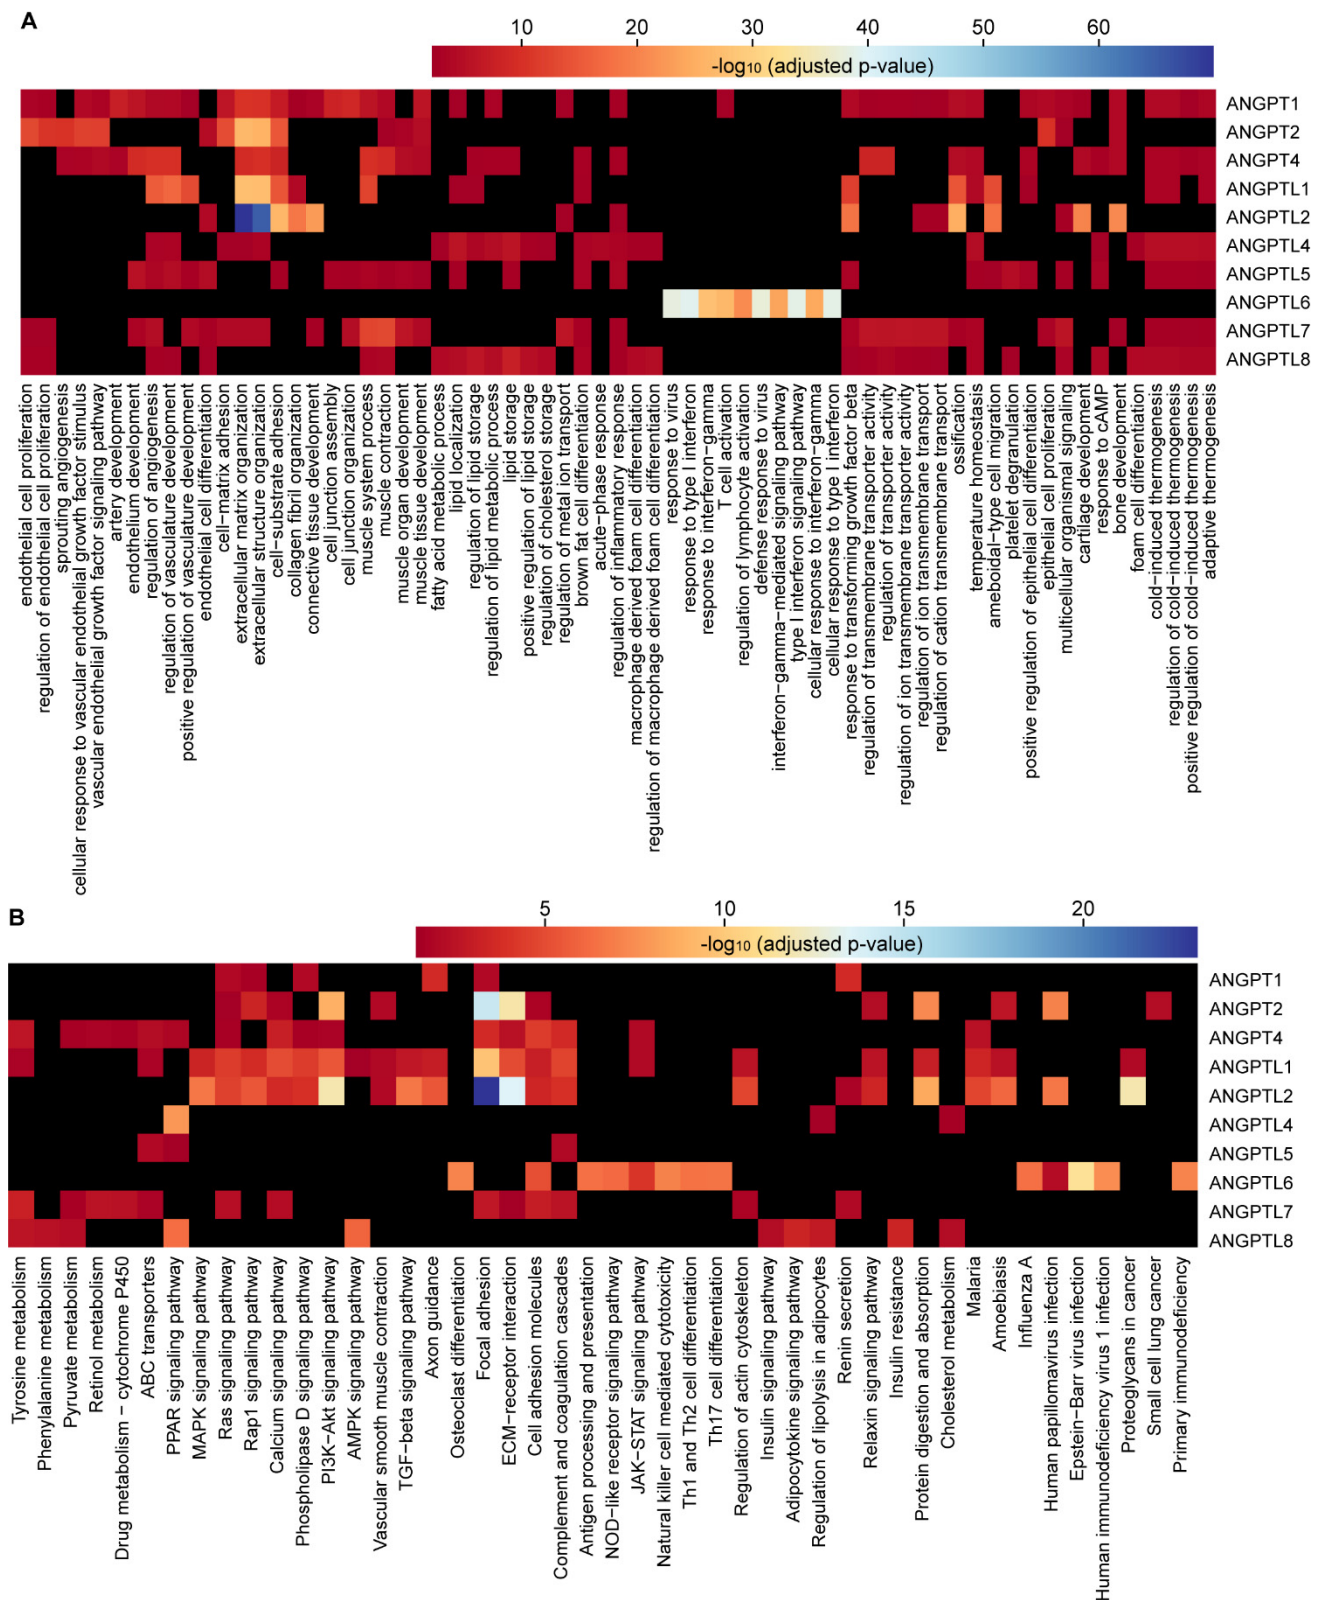 A
10 20 30 40 50 60
-log₁₀ (adjusted p-value)
ANGPT1
ANGPT2
ANGPT4
ANGPTL1
ANGPTL2
ANGPTL4
ANGPTL5
ANGPTL6
ANGPTL7
ANGPTL8
endothelial cell proliferation
regulation of endothelial cell proliferation
sprouting angiogenesis
cellular response to vascular endothelial growth factor stimulus
vascular endothelial growth factor signaling pathway
artery development
endothelium development
regulation of angiogenesis
regulation of vasculature development
positive regulation of vasculature development
endothelial cell differentiation
cell−matrix adhesion
extracellular matrix organization
extracellular structure organization
cell−substrate adhesion
collagen fibril organization
connective tissue development
cell junction assembly
cell junction organization
muscle system process
muscle contraction
muscle organ development
muscle tissue development
fatty acid metabolic process
lipid localization
regulation of lipid storage
regulation of lipid metabolic process
lipid storage
positive regulation of lipid storage
regulation of cholesterol storage
regulation of metal ion transport
brown fat cell differentiation
acute−phase response
regulation of inflammatory response
macrophage derived foam cell differentiation
regulation of macrophage derived foam cell differentiation
response to virus
response to type I interferon
response to interferon−gamma
T cell activation
regulation of lymphocyte activation
defense response to virus
interferon−gamma−mediated signaling pathway
type I interferon signaling pathway
cellular response to interferon−gamma
cellular response to type I interferon
response to transforming growth factor beta
regulation of transmembrane transporter activity
regulation of transporter activity
regulation of ion transmembrane transporter activity
regulation of ion transmembrane transport
regulation of cation transmembrane transport
ossification
temperature homeostasis
ameboidal−type cell migration
platelet degranulation
positive regulation of epithelial cell differentiation
epithelial cell proliferation
multicellular organismal signaling
cartilage development
response to cAMP
bone development
foam cell differentiation
cold−induced thermogenesis
regulation of cold−induced thermogenesis
positive regulation of cold−induced thermogenesis
adaptive thermogenesis
B
5 10 15 20
-log₁₀ (adjusted p-value)
ANGPT1
ANGPT2
ANGPT4
ANGPTL1
ANGPTL2
ANGPTL4
ANGPTL5
ANGPTL6
ANGPTL7
ANGPTL8
Tyrosine metabolism
Phenylalanine metabolism
Pyruvate metabolism
Retinol metabolism
Drug metabolism − cytochrome P450
ABC transporters
PPAR signaling pathway
MAPK signaling pathway
Ras signaling pathway
Rap1 signaling pathway
Calcium signaling pathway
Phospholipase D signaling pathway
PI3K−Akt signaling pathway
AMPK signaling pathway
Vascular smooth muscle contraction
TGF−beta signaling pathway
Axon guidance
Osteoclast differentiation
Focal adhesion
ECM−receptor interaction
Cell adhesion molecules
Complement and coagulation cascades
Antigen processing and presentation
NOD−like receptor signaling pathway
JAK−STAT signaling pathway
Natural killer cell mediated cytotoxicity
Th1 and Th2 cell differentiation
Th17 cell differentiation
Regulation of actin cytoskeleton
Insulin signaling pathway
Adipocytokine signaling pathway
Regulation of lipolysis in adipocytes
Renin secretion
Relaxin signaling pathway
Insulin resistance
Protein digestion and absorption
Cholesterol metabolism
Malaria
Amoebiasis
Influenza A
Human papillomavirus infection
Epstein−Barr virus infection
Human immunodeficiency virus 1 infection
Proteoglycans in cancer
Small cell lung cancer
Primary immunodeficiency